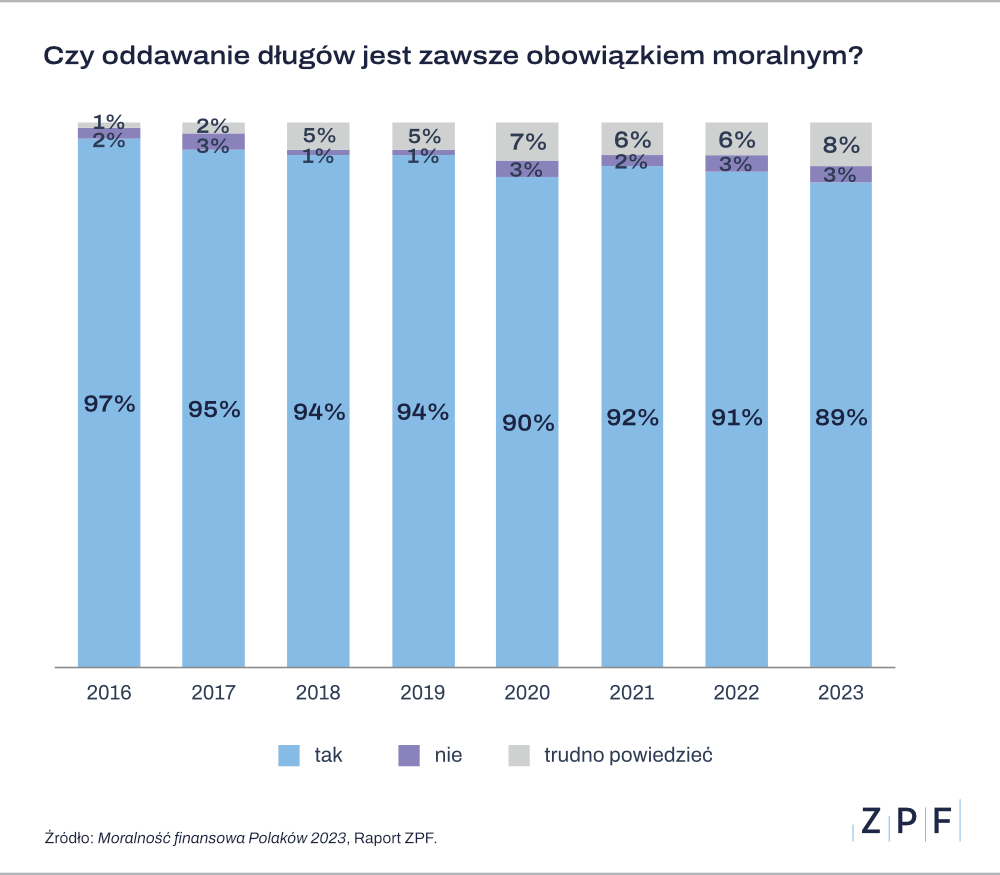 Czy oddawanie długów jest zawsze obowiązkiem moralnym?
1% 2% 5% 5% 7% 6% 6% 8%
2% 3% 1% 1% 3% 2% 3% 3%
97% 95% 94% 94% 90% 92% 91% 89%
2016 2017 2018 2019 2020 2021 2022 2023
tak nie trudno powiedzieć
Źródło: Moralność finansowa Polaków 2023, Raport ZPF.
ZPF